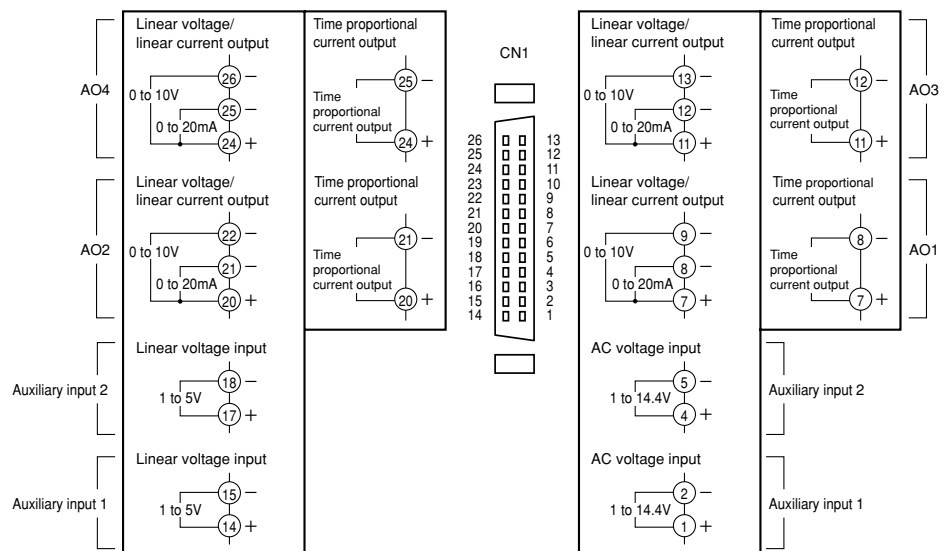 AO4
Linear voltage/
linear current output
26 −
0 to 10V
25 −
0 to 20mA
24 +
Time proportional
current output
25 −
Time
proportional
current output
24 +
AO2
Linear voltage/
linear current output
22 −
0 to 10V
21 −
0 to 20mA
20 +
Time proportional
current output
21 −
Time
proportional
current output
20 +
Auxiliary input 2
Linear voltage input
18 −
1 to 5V
17 +
Auxiliary input 1
Linear voltage input
15 −
1 to 5V
14 +
CN1
26 13
25 12
24 11
23 10
22 9
21 8
20 7
19 6
18 5
17 4
16 3
15 2
14 1
Linear voltage/
linear current output
13 −
0 to 10V
12 −
0 to 20mA
11 +
Time proportional
current output
12 −
Time
proportional
current output
11 +
AO3
Linear voltage/
linear current output
9 −
0 to 10V
8 −
0 to 20mA
7 +
Time proportional
current output
8 −
Time
proportional
current output
7 +
AO1
AC voltage input
5 −
1 to 14.4V
4 +
Auxiliary input 2
AC voltage input
2 −
1 to 14.4V
1 +
Auxiliary input 1